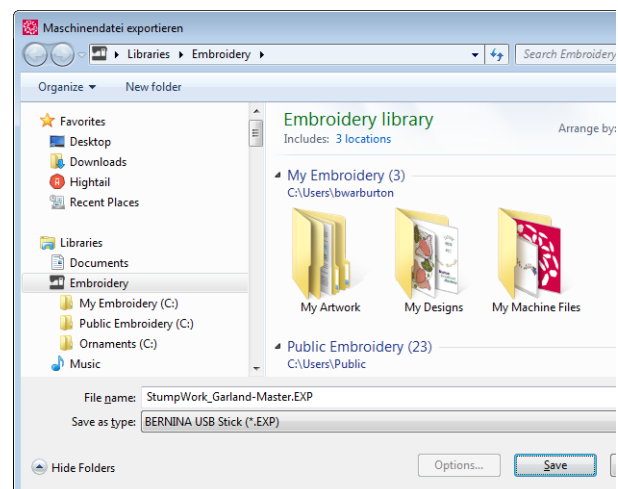 Maschinendatei exportieren
Libraries Embroidery
Search Embroidery
Organize New folder
Favorites
Desktop
Downloads
Hightail
Recent Places
Libraries
Documents
Embroidery
My Embroidery (C:)
Public Embroidery (C:)
Ornaments (C:)
Music
Embroidery library
Includes: 3 locations
Arrange by:
My Embroidery (3)
C:\Users\bwarburton
My Artwork
My Designs
My Machine Files
Public Embroidery (23)
C:\Users\Public
File name: StumpWork_Garland-Master.EXP
Save as type: BERNINA USB Stick (*.EXP)
Hide Folders
Options...
Save